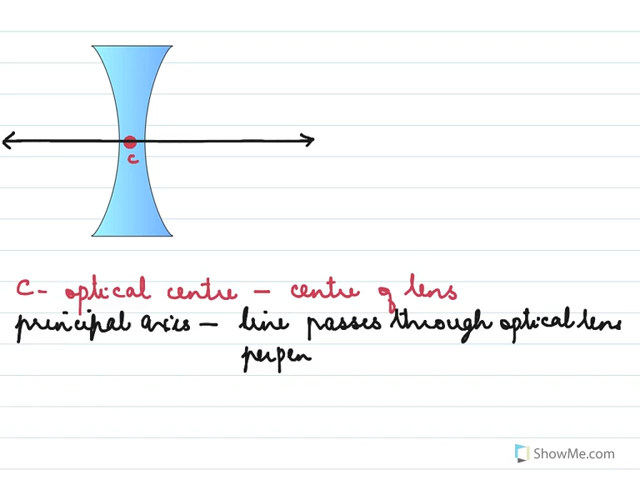 C
C - optical centre - centre of lens
principal axis - line passes through optical lens
perpen
ShowMe.com